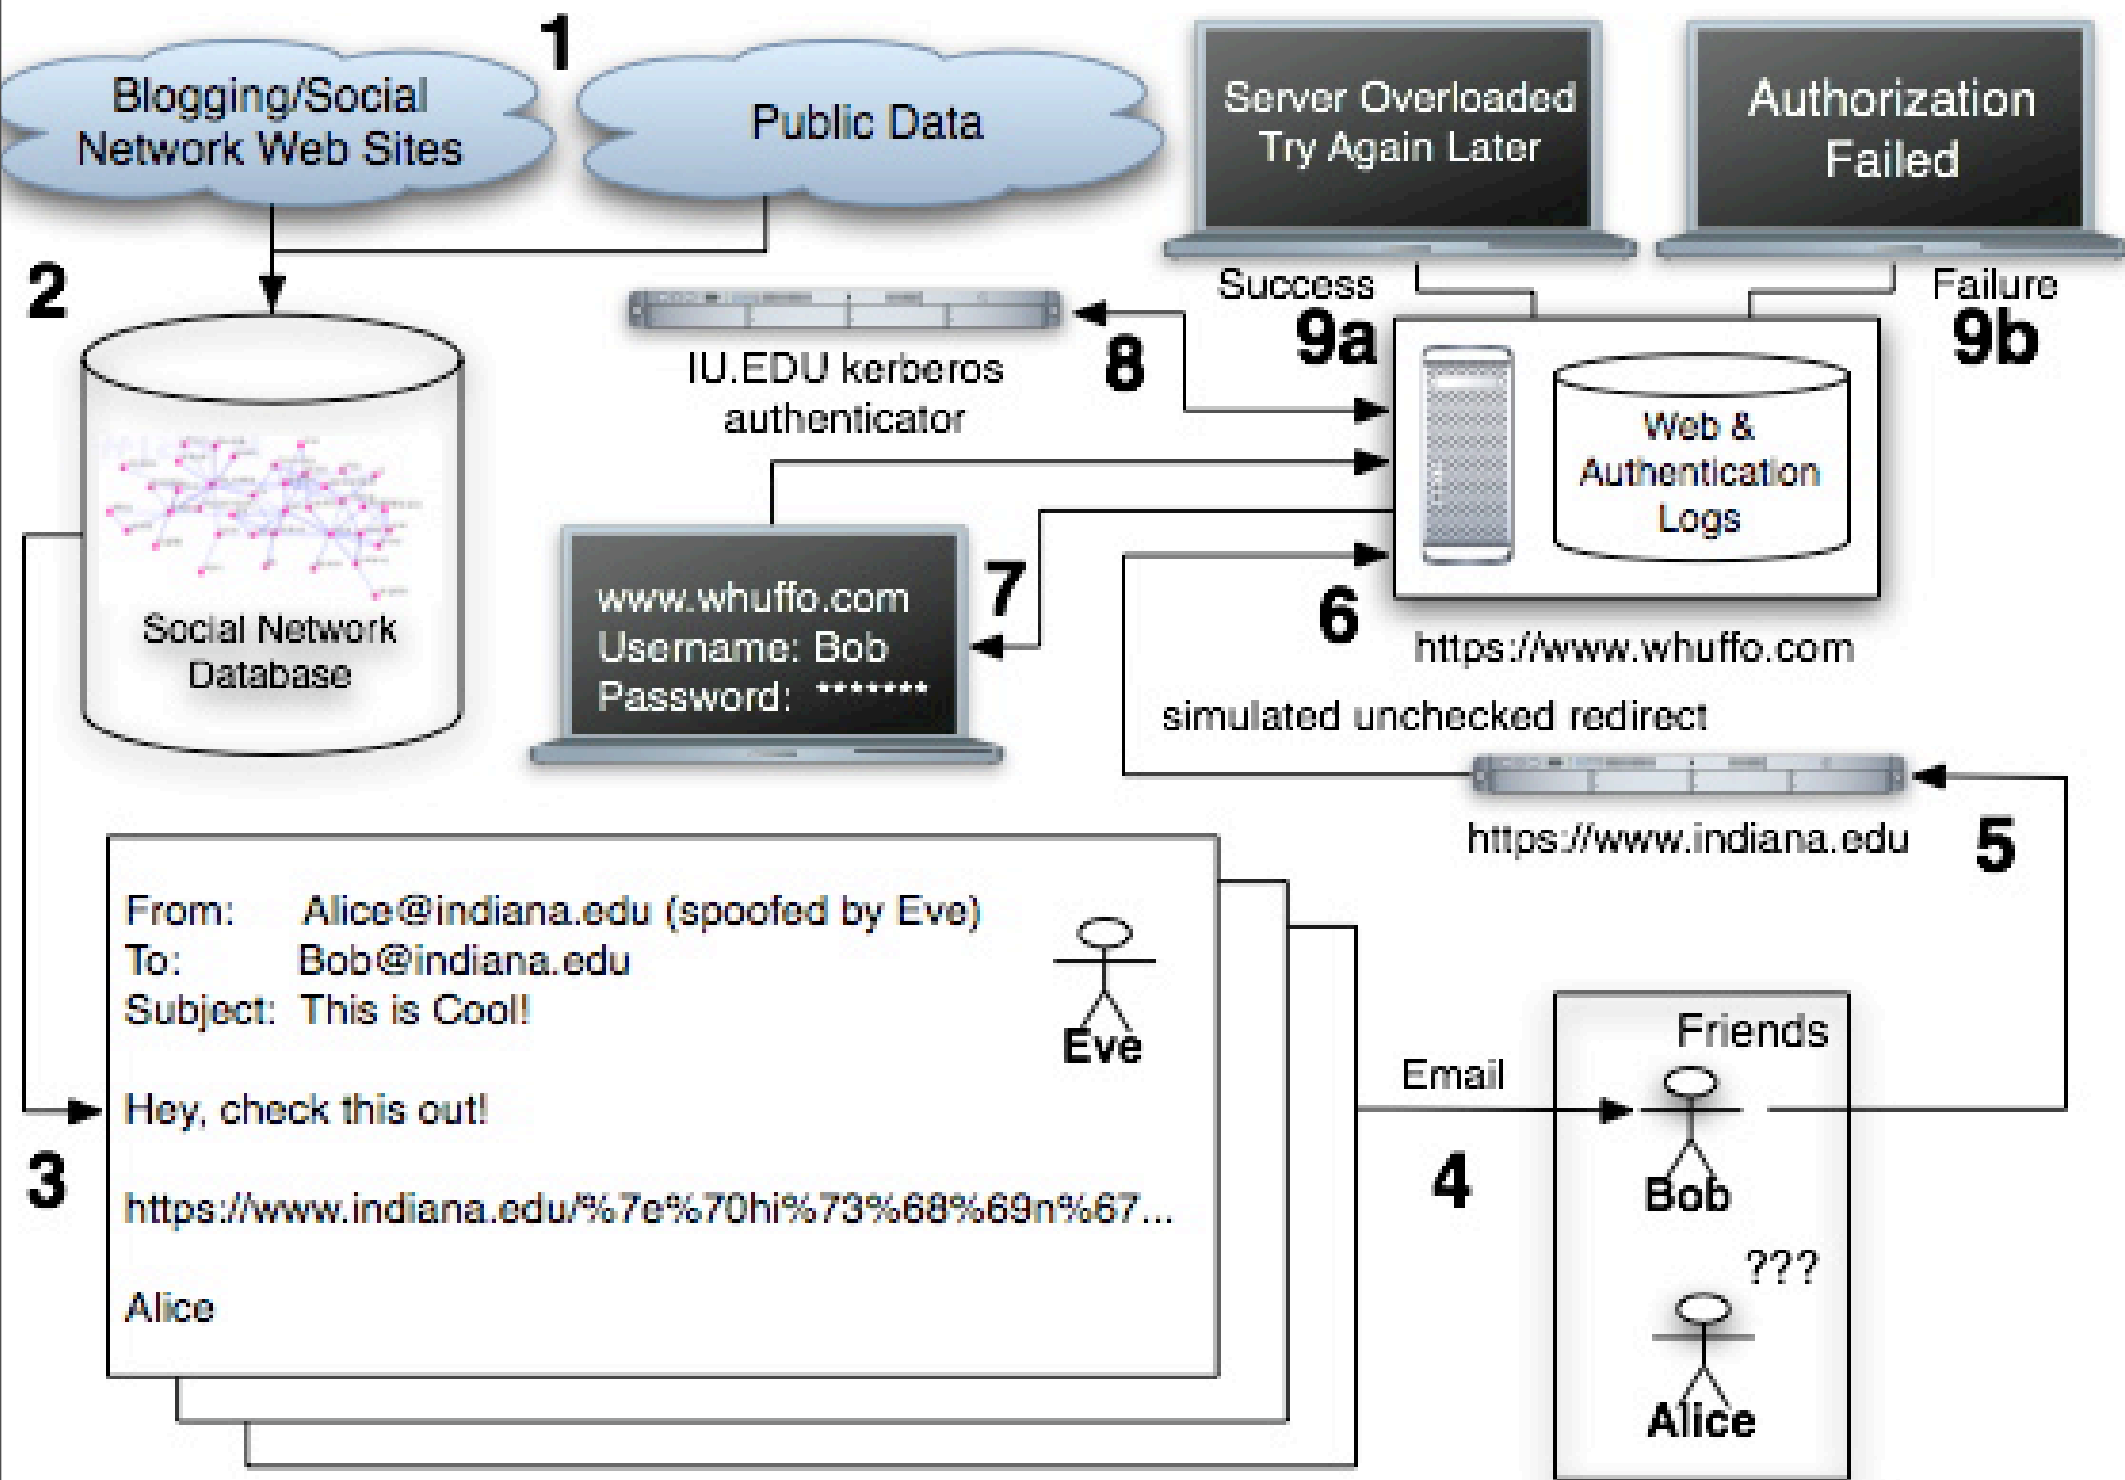 1
Blogging/Social
Network Web Sites
Public Data
Server Overloaded
Try Again Later
Authorization
Failed
2
Success
9a
Failure
9b
IU.EDU kerberos
authenticator
8
Web &
Authentication
Logs
Social Network
Database
www.whuffo.com
Username: Bob
Password: *******
7
6
https://www.whuffo.com
simulated unchecked redirect
https://www.indiana.edu
5
From: Alice@indiana.edu (spoofed by Eve)
To: Bob@indiana.edu
Subject: This is Cool!
Eve
Hey, check this out!
3
https://www.indiana.edu/%7e%70hi%73%68%69n%67...
Alice
Email
4
Friends
Bob
???
Alice